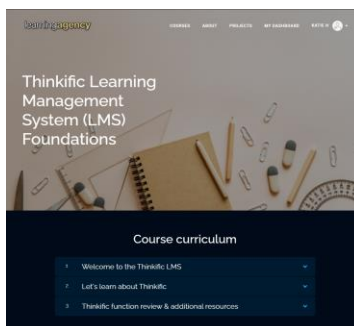 learningagency
COURSES ABOUT PROJECTS MY DASHBOARD KATIE H
Thinkific Learning
Management
System (LMS)
Foundations
Course curriculum
1 Welcome to the Thinkific LMS
2 Let's learn about Thinkific
3 Thinkific function review & additional resources